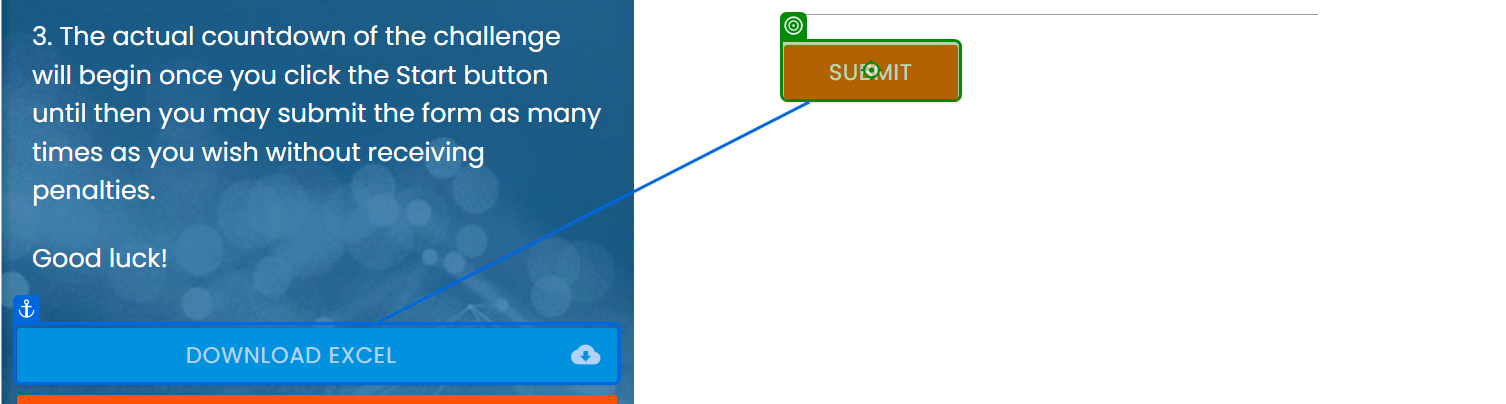 3. The actual countdown of the challenge
will begin once you click the Start button
until then you may submit the form as many
times as you wish without receiving
penalties.
Good luck!
DOWNLOAD EXCEL
SUBMIT